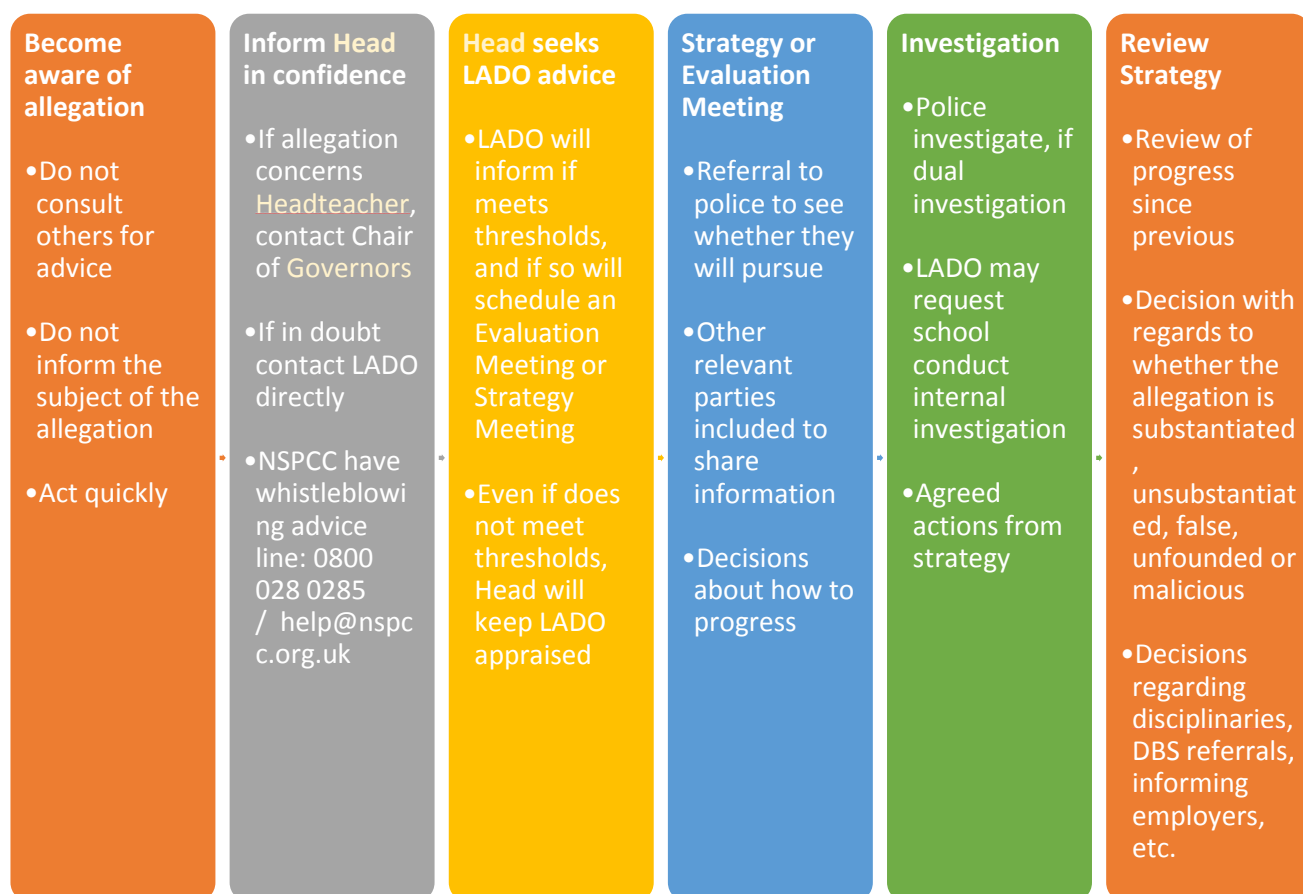 Become
aware of
allegation
•Do not
consult
others for
advice
•Do not
inform the
subject of the
allegation
•Act quickly
Inform Head
in confidence
•If allegation
concerns
Headteacher,
contact Chair
of Governors
•If in doubt
contact LADO
directly
•NSPCC have
whistleblowi
ng advice
line: 0800
028 0285
/ help@nspc
c.org.uk
Head seeks
LADO advice
•LADO will
inform if
meets
thresholds,
and if so will
schedule an
Evaluation
Meeting or
Strategy
Meeting
•Even if does
not meet
thresholds,
Head will
keep LADO
appraised
Strategy or
Evaluation
Meeting
•Referral to
police to see
whether they
will pursue
•Other
relevant
parties
included to
share
information
•Decisions
about how to
progress
Investigation
•Police
investigate, if
dual
investigation
•LADO may
request
school
conduct
internal
investigation
•Agreed
actions from
strategy
Review
Strategy
•Review of
progress
since
previous
•Decision with
regards to
whether the
allegation is
substantiated
,
unsubstantiat
ed, false,
unfounded or
malicious
•Decisions
regarding
disciplinaries,
DBS referrals,
informing
employers,
etc.